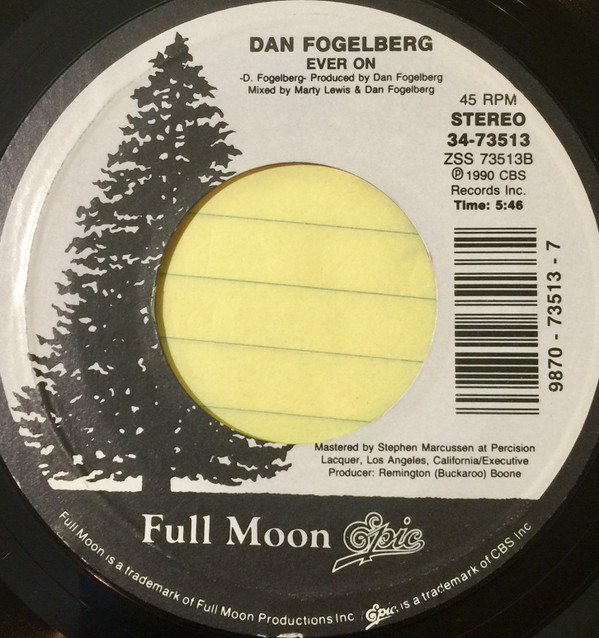 DAN FOGELBERG
EVER ON
-D. Fogelberg- Produced by Dan Fogelberg
Mixed by Marty Lewis & Dan Fogelberg
45 RPM
STEREO
34-73513
ZSS 73513B
Ⓟ 1990 CBS
Records Inc.
Time: 5:46
9870 - 73513 - 7
Mastered by Stephen Marcussen at Percision
Lacquer, Los Angeles, California/Executive
Producer: Remington (Buckaroo) Boone
Full Moon Epic
Full Moon is a trademark of Full Moon Productions Inc / Epic. is a trademark of CBS Inc